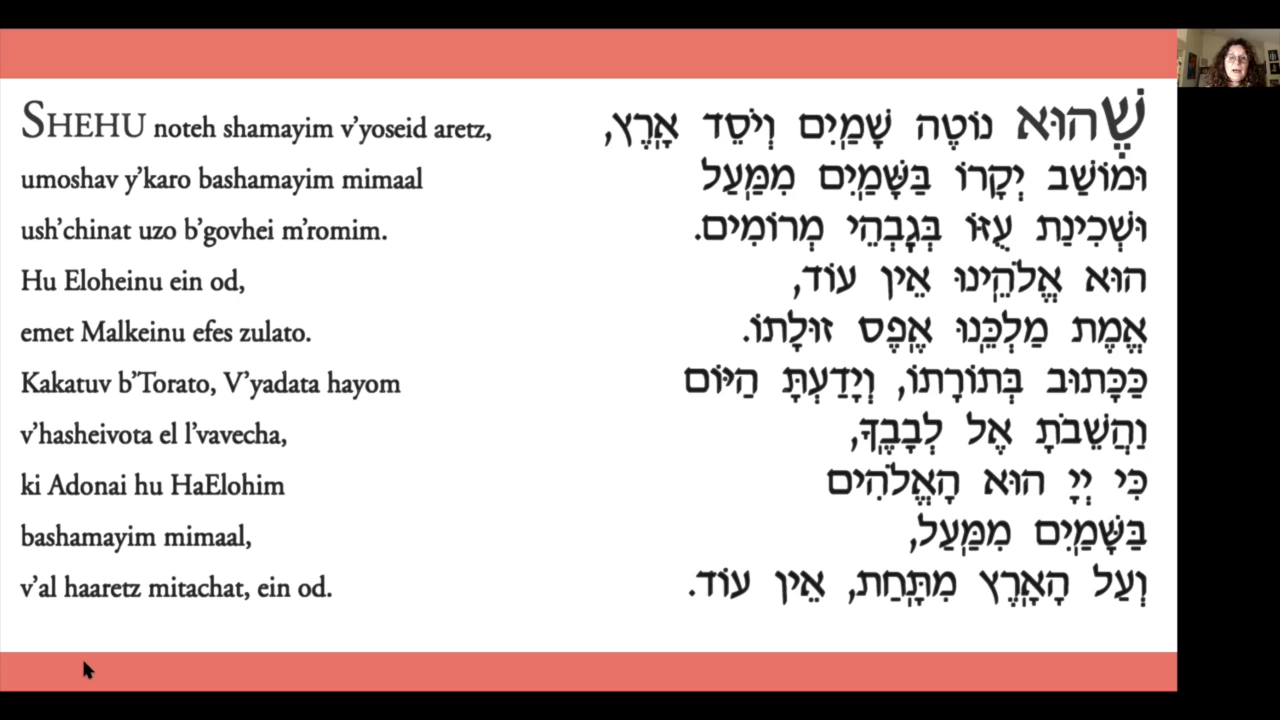 SHEHU noteh shamayim v’yoseid aretz,
umoshav y’karo bashamayim mimaal
ush’chinat uzo b’govhei m’romim.
Hu Eloheinu ein od,
emet Malkeinu efes zulato.
Kakatuv b’Torato, V’yadata hayom
v’hasheivota el l’vavecha,
ki Adonai hu HaElohim
bashamayim mimaal,
v’al haaretz mitachat, ein od.
שֶׁהוּא נוֹטֶה שָׁמַֽיִם וְיֹסֵד אָֽרֶץ,
וּמוֹשַׁב יְקָרוֹ בַּשָּׁמַֽיִם מִמַּֽעַל
וּשְׁכִינַת עֻזּוֹ בְּגָבְהֵי מְרוֹמִים.
הוּא אֱלֹהֵֽינוּ אֵין עוֹד,
אֱמֶת מַלְכֵּֽנוּ אֶֽפֶס זוּלָתוֹ.
כַּכָּתוּב בְּתוֹרָתוֹ, וְיָדַעְתָּ הַיּוֹם
וַהֲשֵׁבֹתָ אֶל לְבָבֶֽךָ,
כִּי יְיָ הוּא הָאֱלֹהִים
בַּשָּׁמַֽיִם מִמַּֽעַל,
וְעַל הָאָֽרֶץ מִתָּֽחַת, אֵין עוֹד.